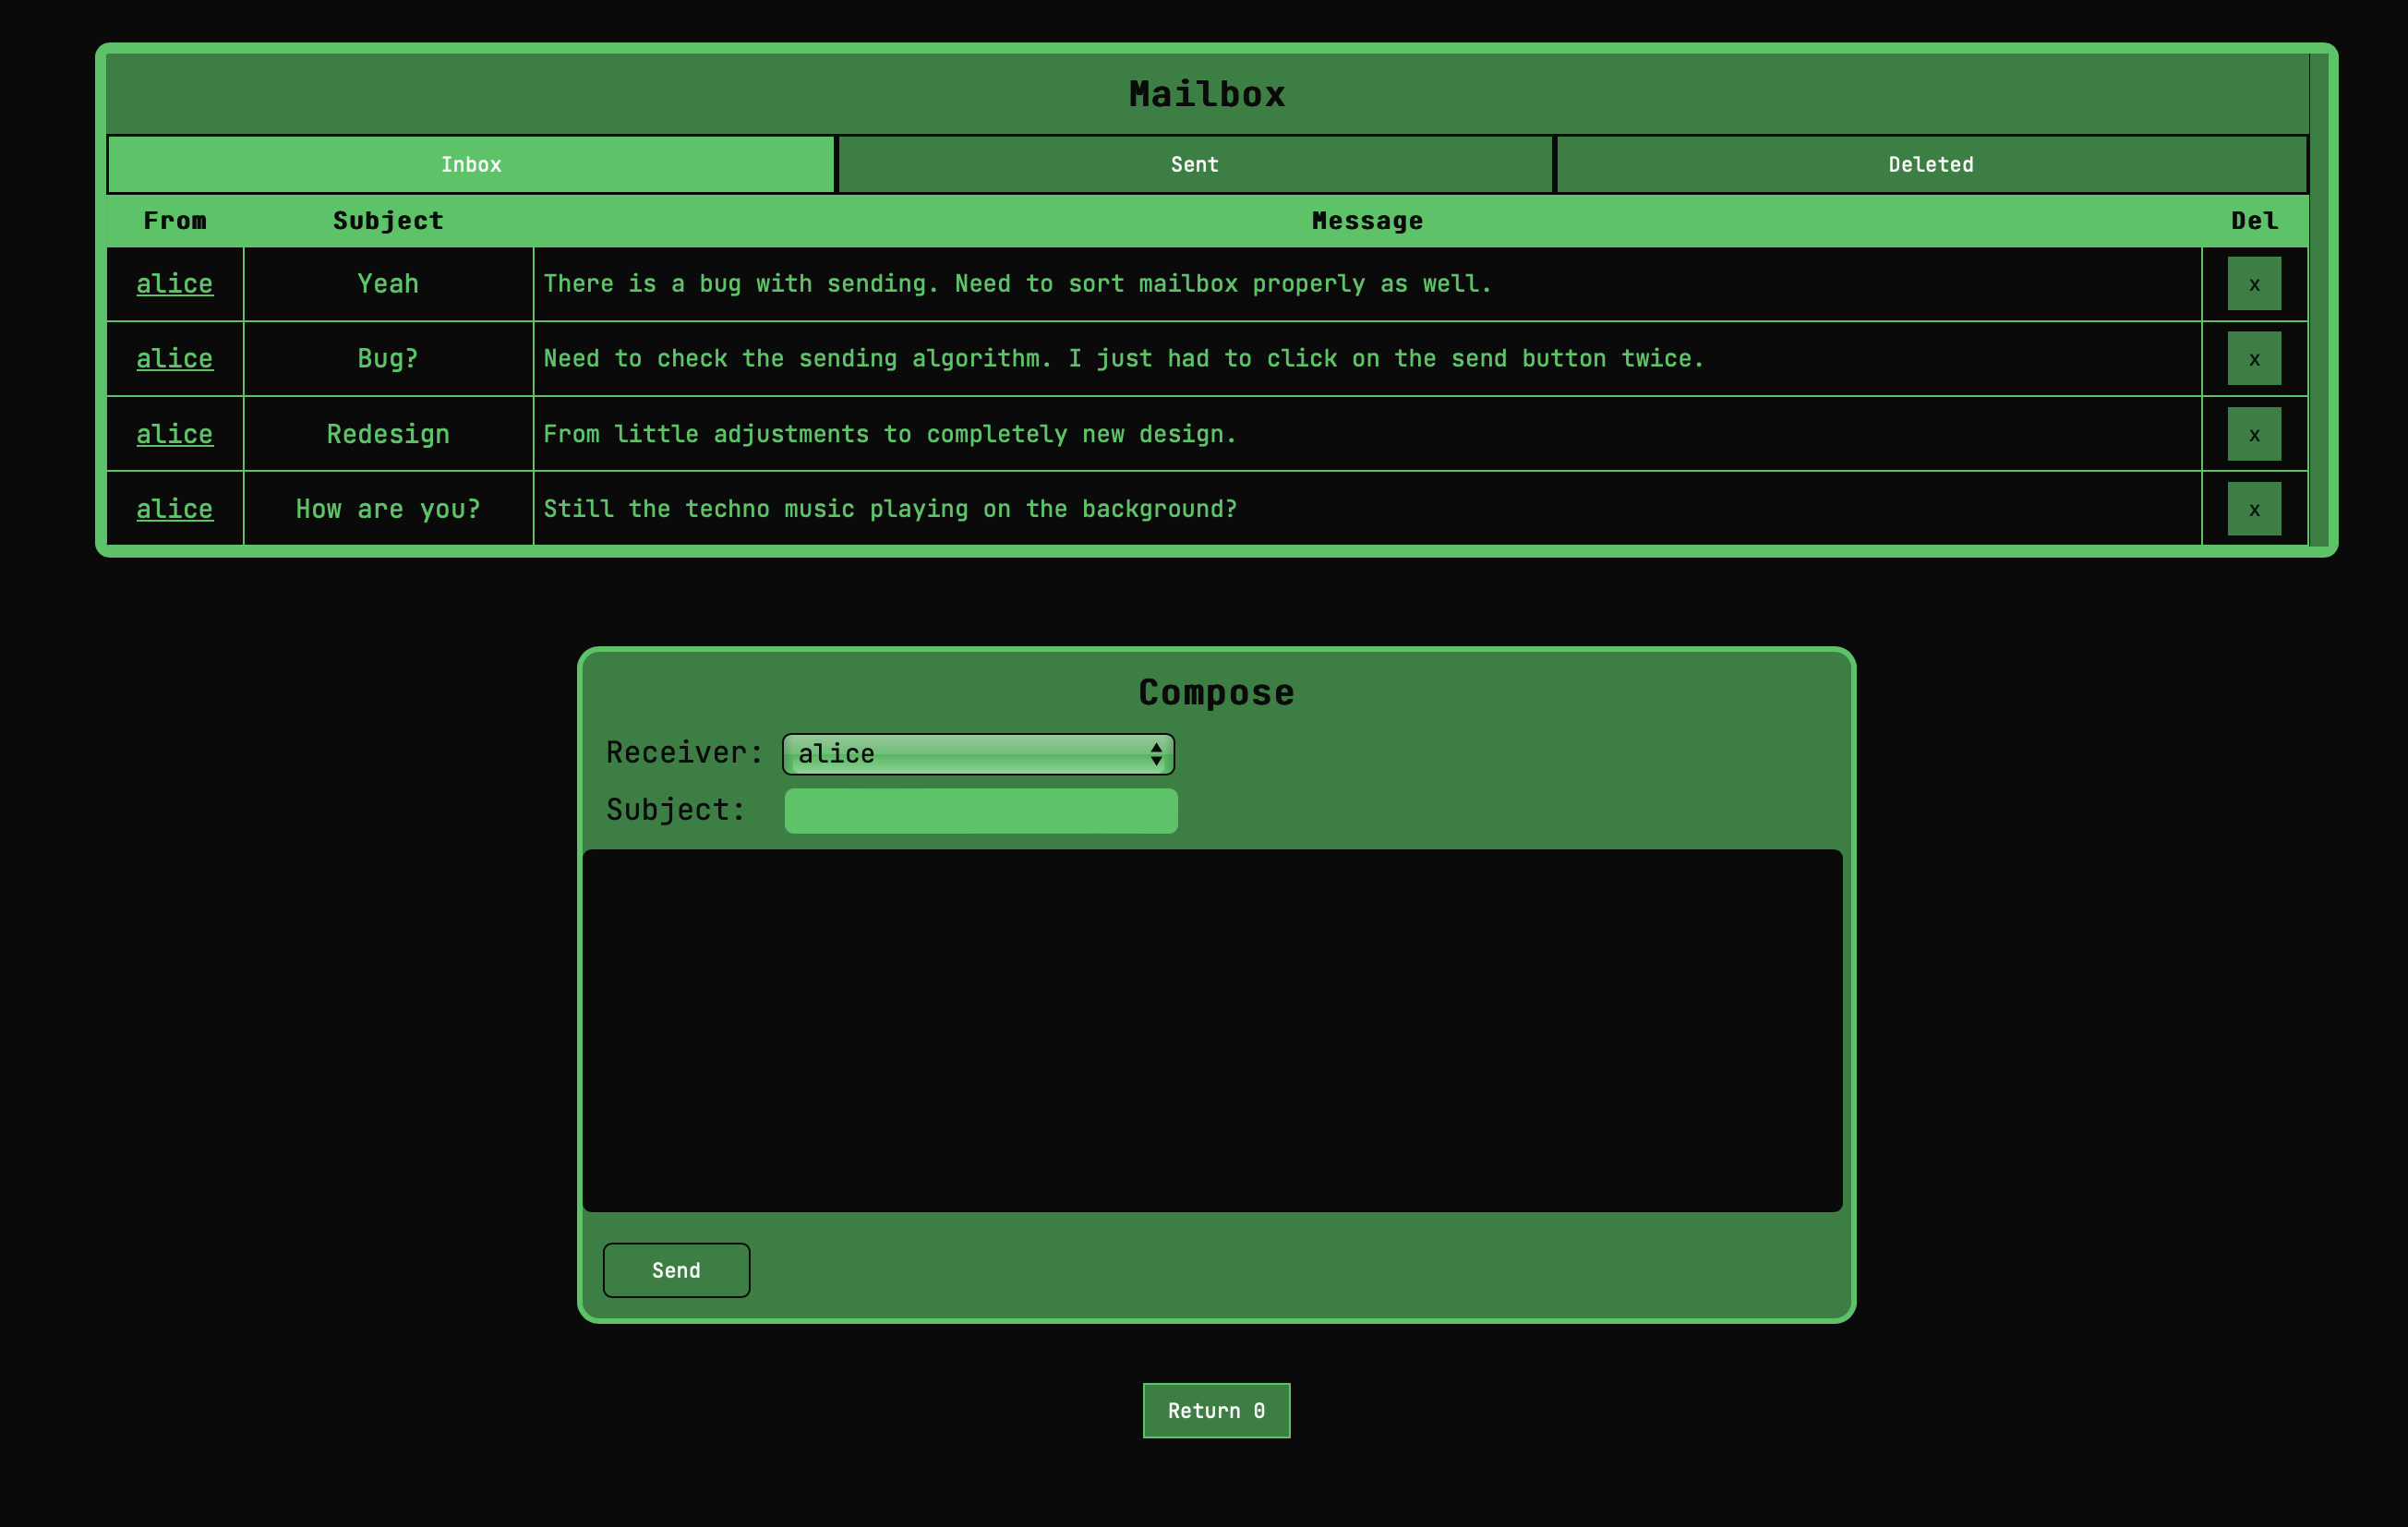 Mailbox
Inbox Sent Deleted
From Subject Message Del
alice Yeah There is a bug with sending. Need to sort mailbox properly as well. x
alice Bug? Need to check the sending algorithm. I just had to click on the send button twice. x
alice Redesign From little adjustments to completely new design. x
alice How are you? Still the techno music playing on the background? x
Compose
Receiver: alice
Subject:
Send
Return 0